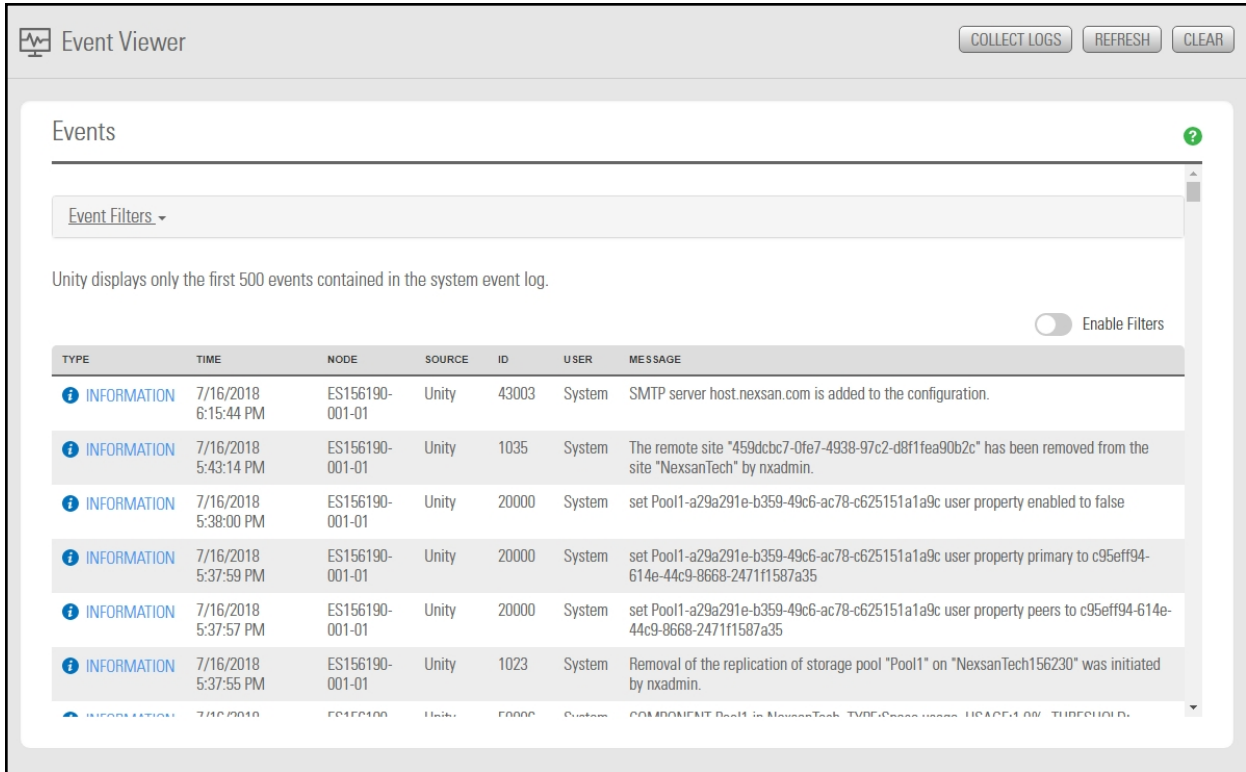 Event Viewer
COLLECT LOGS REFRESH CLEAR
Events
?
Event Filters
Unity displays only the first 500 events contained in the system event log.
Enable Filters
TYPE TIME NODE SOURCE ID USER MESSAGE
i INFORMATION 7/16/2018 ES156190- Unity 43003 System SMTP server host.nexsan.com is added to the configuration.
6:15:44 PM 001-01
i INFORMATION 7/16/2018 ES156190- Unity 1035 System The remote site "459dcbc7-0fe7-4938-97c2-d8f1fea90b2c" has been removed from the
5:43:14 PM 001-01 site "NexsanTech" by nxadmin.
i INFORMATION 7/16/2018 ES156190- Unity 20000 System set Pool1-a29a291e-b359-49c6-ac78-c625151a1a9c user property enabled to false
5:38:00 PM 001-01
i INFORMATION 7/16/2018 ES156190- Unity 20000 System set Pool1-a29a291e-b359-49c6-ac78-c625151a1a9c user property primary to c95eff94-
5:37:59 PM 001-01 614e-44c9-8668-2471f1587a35
i INFORMATION 7/16/2018 ES156190- Unity 20000 System set Pool1-a29a291e-b359-49c6-ac78-c625151a1a9c user property peers to c95eff94-614e-
5:37:57 PM 001-01 44c9-8668-2471f1587a35
i INFORMATION 7/16/2018 ES156190- Unity 1023 System Removal of the replication of storage pool "Pool1" on "NexsanTech156230" was initiated
5:37:55 PM 001-01 by nxadmin.